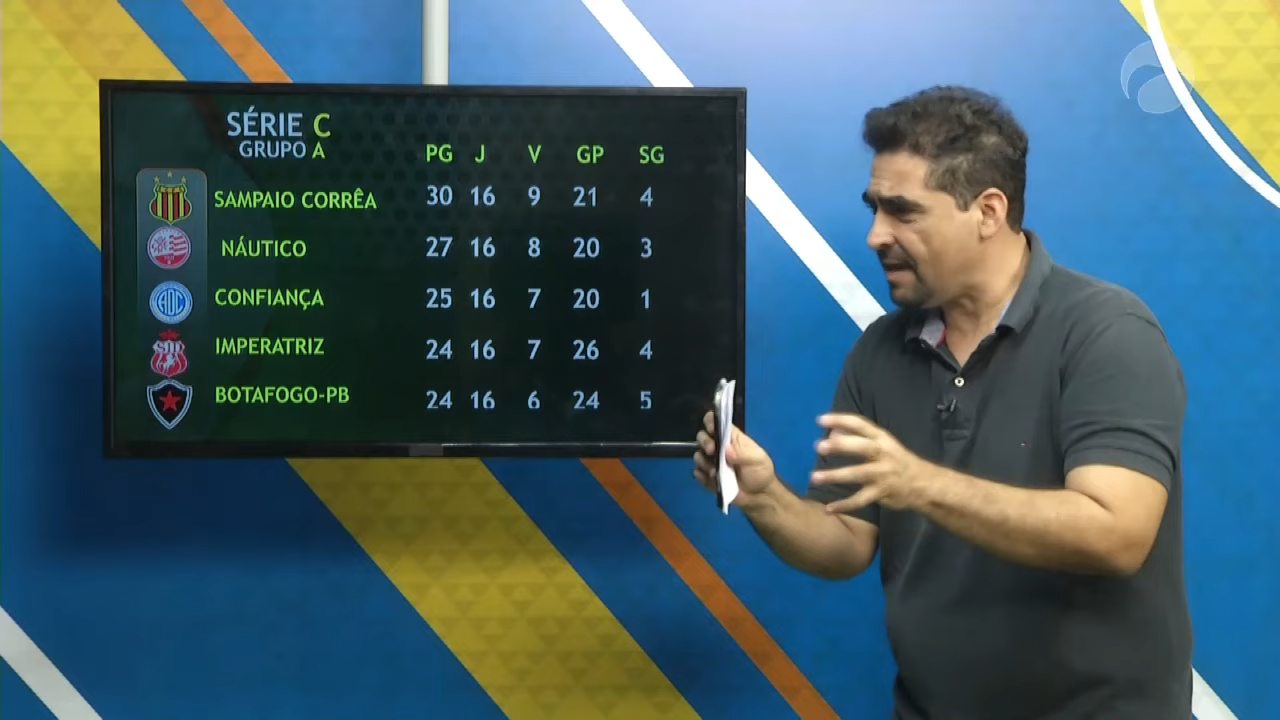 SÉRIE C
GRUPO A PG J V GP SG
SAMPAIO CORRÊA 30 16 9 21 4
NÁUTICO 27 16 8 20 3
ADC CONFIANÇA 25 16 7 20 1
IMPERATRIZ 24 16 7 26 4
BOTAFOGO-PB 24 16 6 24 5